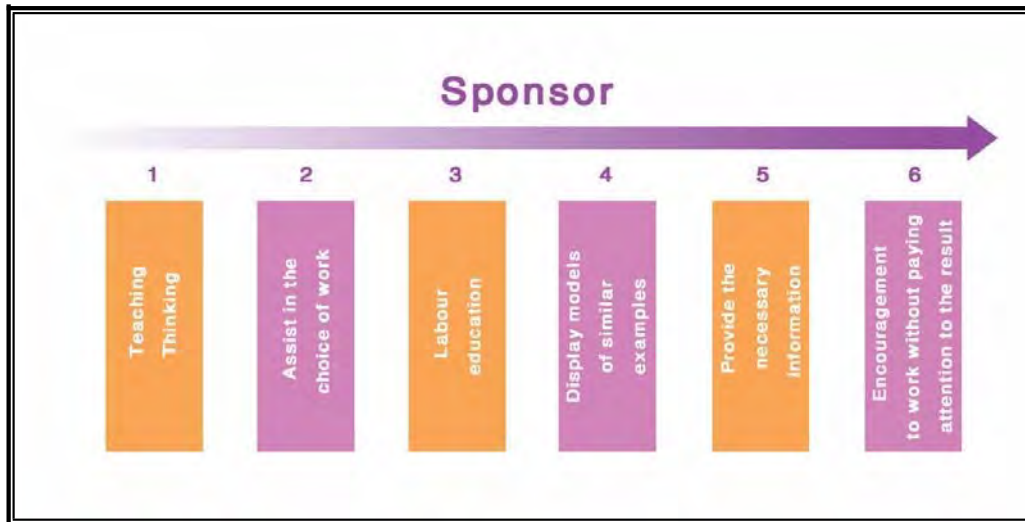 Sponsor
1
2
3
4
5
6
Teaching
Thinking
Assist in the
choice of work
Labour
education
Display models
of similar
examples
Provide the
necessary
information
Encouragement
to work without paying
attention to the result